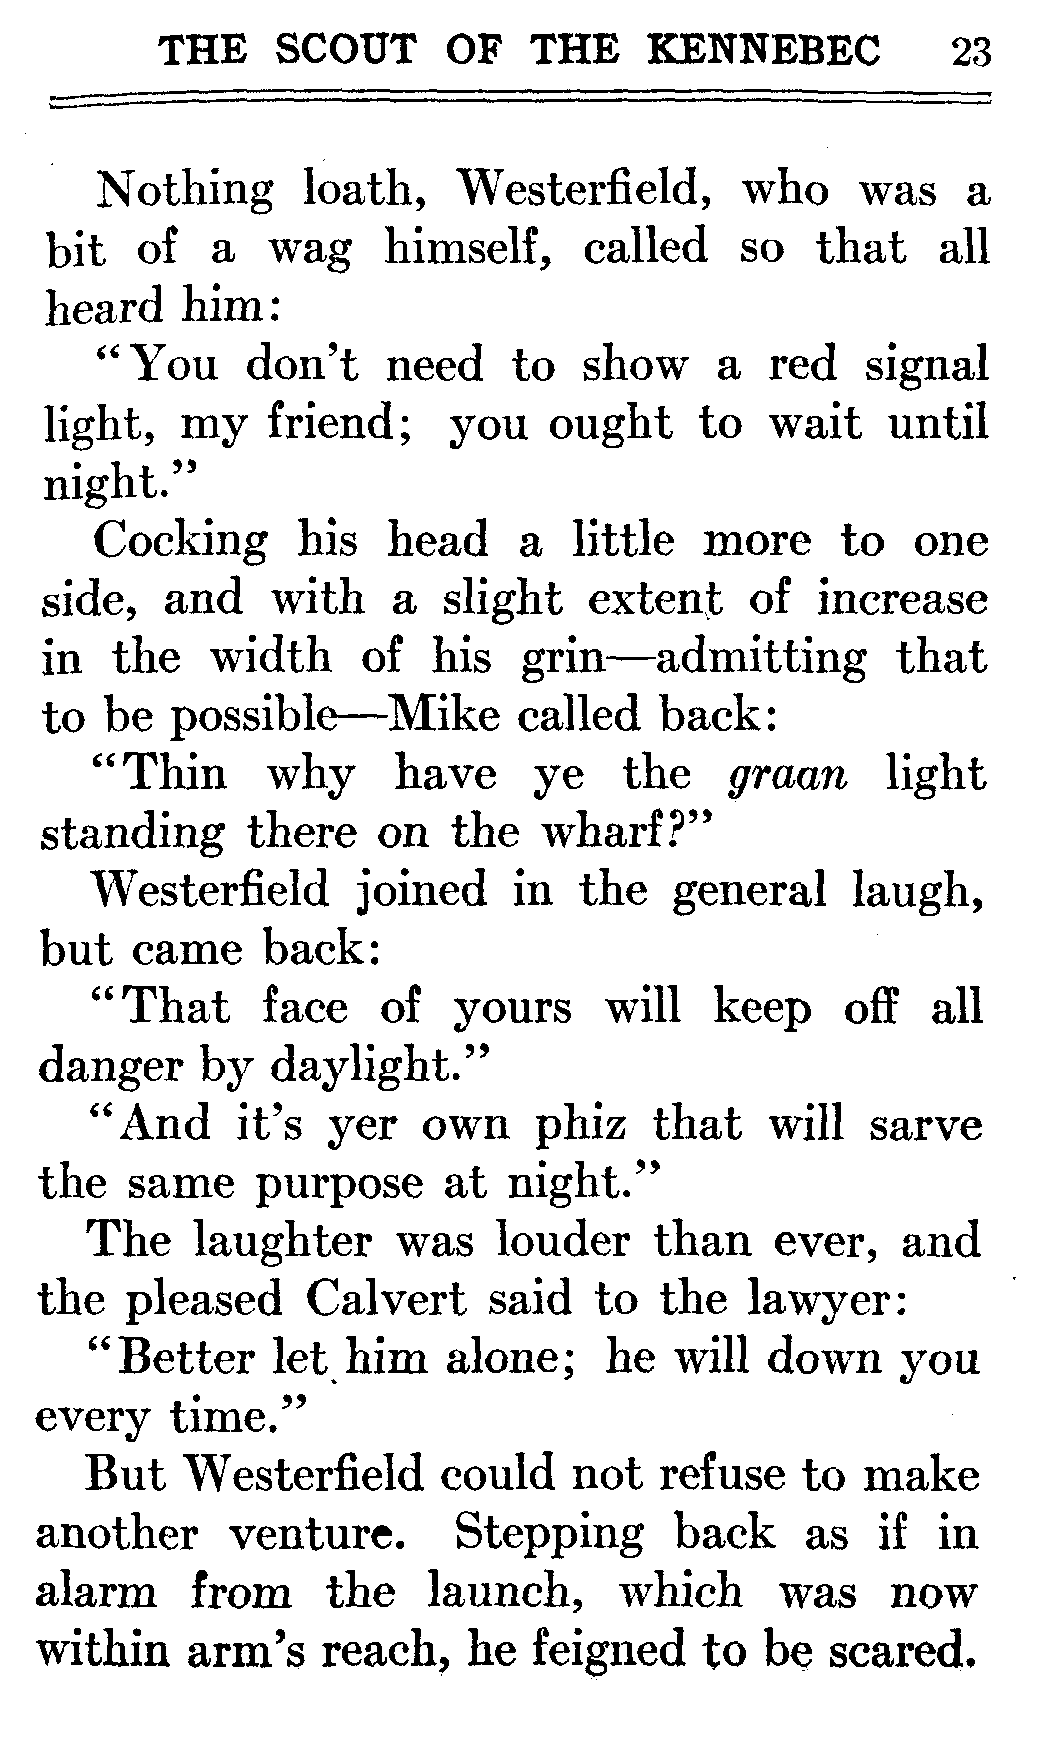 THE SCOUT OF THE KENNEBEC 23
Nothing loath, Westerfield, who was a
bit of a wag himself, called so that all
heard him:
"You don't need to show a red signal
light, my friend; you ought to wait until
night."
Cocking his head a little more to one
side, and with a slight extent of increase
in the width of his grin—admitting that
to be possible—Mike called back:
"Thin why have ye the graan light
standing there on the wharf?"
Westerfield joined in the general laugh,
but came back:
"That face of yours will keep off all
danger by daylight."
"And it's yer own phiz that will sarve
the same purpose at night."
The laughter was louder than ever, and
the pleased Calvert said to the lawyer:
"Better let him alone; he will down you
every time."
But Westerfield could not refuse to make
another venture. Stepping back as if in
alarm from the launch, which was now
within arm's reach, he feigned to be scared.